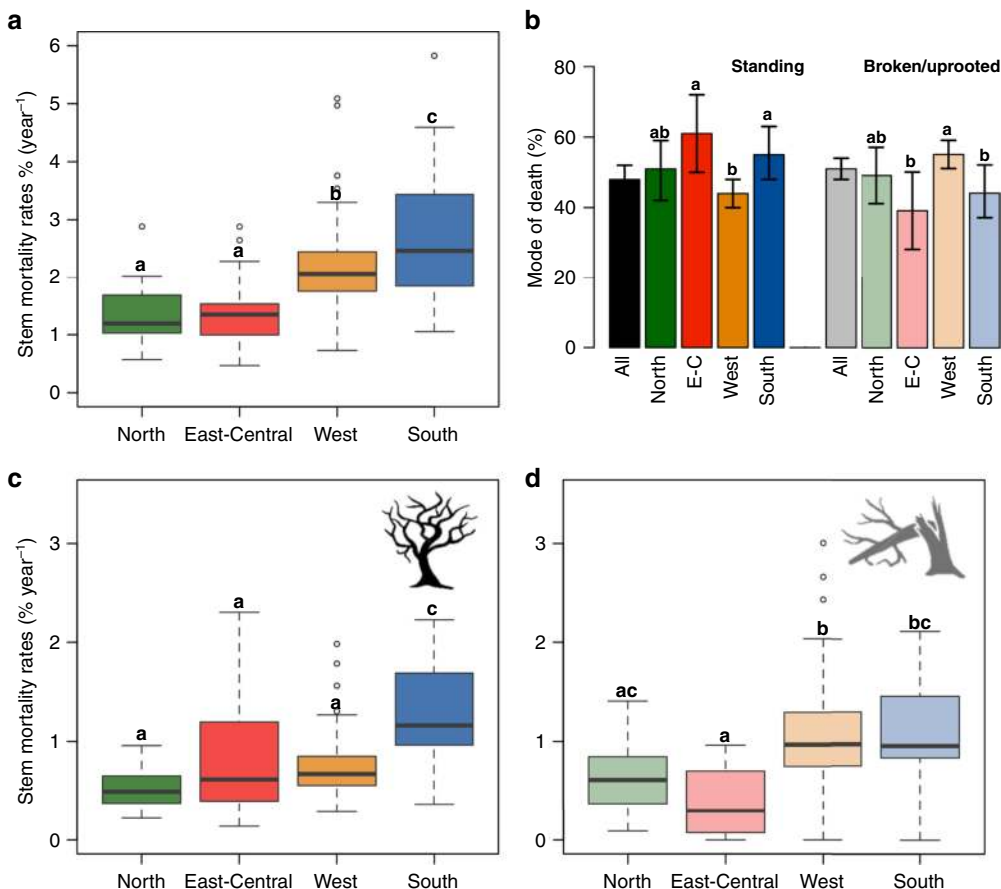 a
Stem mortality rates % (year⁻¹)
6
5
4
3
2
1
0
a
a
b
c
North East-Central West South
b
Mode of death (%)
80
60
40
20
0
Standing Broken/uprooted
ab
a
b
a
ab
b
a
b
All North E-C West South All North E-C West South
c
Stem mortality rates (% year⁻¹)
3
2
1
0
a
a
a
c
North East-Central West South
d
3
2
1
0
ac
a
b
bc
North East-Central West South